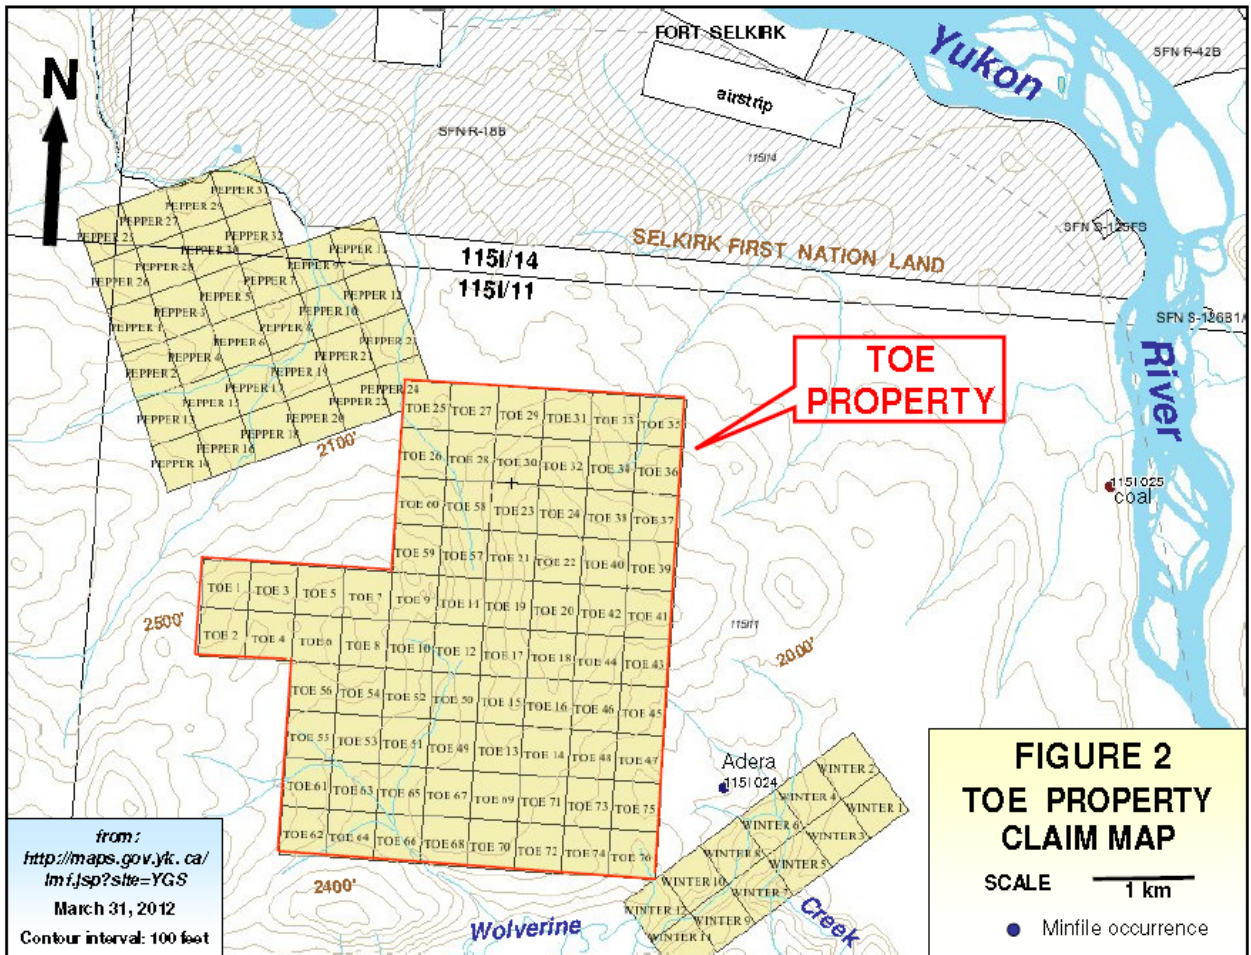 FORT SELKIRK
Yukon
SFN R-42B
N
airstrip
SFN R-18B
115I/14
PEPPER 31
PEPPER 29
PEPPER 27
PEPPER 25
PEPPER 32
PEPPER 30
PEPPER 28
PEPPER 26
PEPPER 11
PEPPER 9
PEPPER 7
PEPPER 5
PEPPER 3
PEPPER 1
PEPPER 12
PEPPER 10
PEPPER 8
PEPPER 6
PEPPER 4
PEPPER 2
PEPPER 23
PEPPER 21
PEPPER 19
PEPPER 17
PEPPER 15
PEPPER 13
PEPPER 24
PEPPER 22
PEPPER 20
PEPPER 18
PEPPER 16
PEPPER 14
SFN S-125FS
SELKIRK FIRST NATION LAND
115I/14
115I/11
SFN S-126B1/
River
TOE
PROPERTY
2100'
TOE 25 TOE 27 TOE 29 TOE 31 TOE 33 TOE 35
TOE 26 TOE 28 TOE 30 TOE 32 TOE 34 TOE 36
TOE 60 TOE 58 TOE 23 TOE 24 TOE 38 TOE 37
TOE 59 TOE 57 TOE 21 TOE 22 TOE 40 TOE 39
TOE 1 TOE 3 TOE 5 TOE 7 TOE 9 TOE 11 TOE 19 TOE 20 TOE 42 TOE 41
TOE 2 TOE 4 TOE 6 TOE 8 TOE 10 TOE 12 TOE 17 TOE 18 TOE 44 TOE 43
TOE 56 TOE 54 TOE 52 TOE 50 TOE 15 TOE 16 TOE 46 TOE 45
TOE 55 TOE 53 TOE 51 TOE 49 TOE 13 TOE 14 TOE 48 TOE 47
TOE 61 TOE 63 TOE 65 TOE 67 TOE 69 TOE 71 TOE 73 TOE 75
TOE 62 TOE 64 TOE 66 TOE 68 TOE 70 TOE 72 TOE 74 TOE 76
115I 025
coal
2500'
115I/11
2000'
Adera
115I 024
WINTER 2
WINTER 4
WINTER 6
WINTER 8
WINTER 10
WINTER 12
WINTER 1
WINTER 3
WINTER 5
WINTER 7
WINTER 9
WINTER 11
2400'
Wolverine
Creek
from:
http://maps.gov.yk. ca/
imf.jsp?site=YGS
March 31, 2012
Contour interval: 100 feet
FIGURE 2
TOE PROPERTY
CLAIM MAP
SCALE
1 km
Minfile occurrence